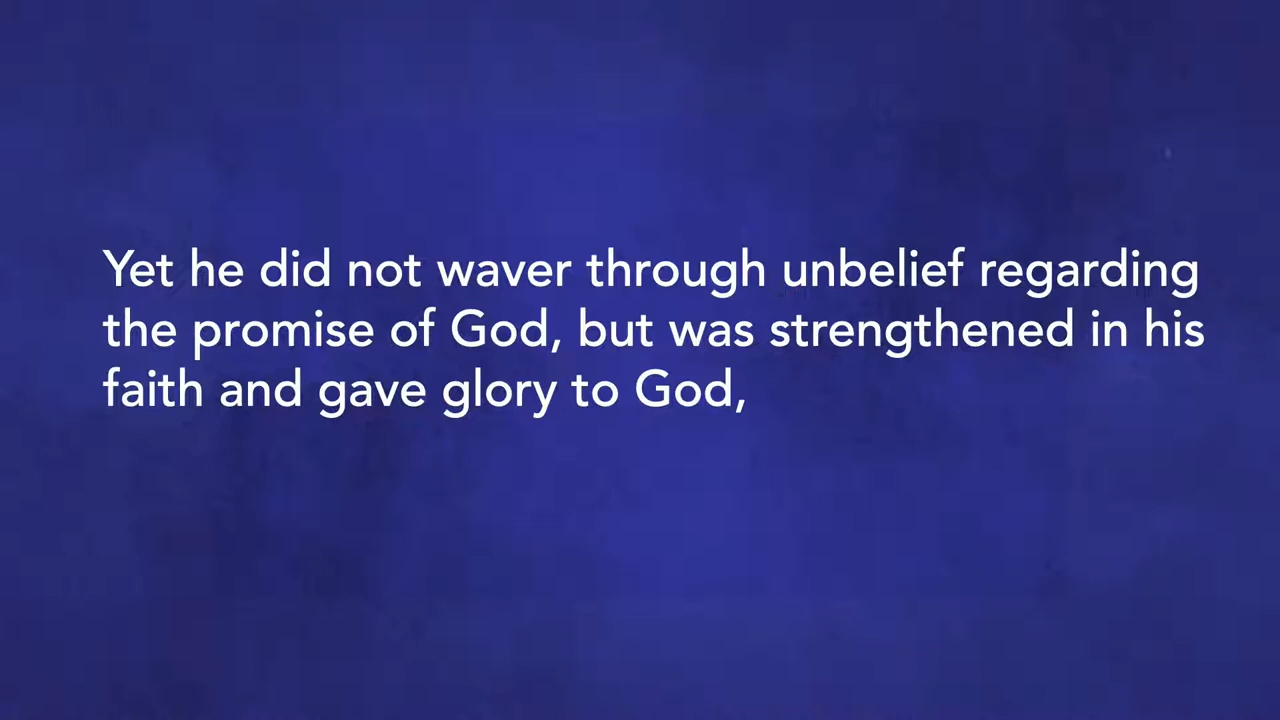 Yet he did not waver through unbelief regarding
the promise of God, but was strengthened in his
faith and gave glory to God,